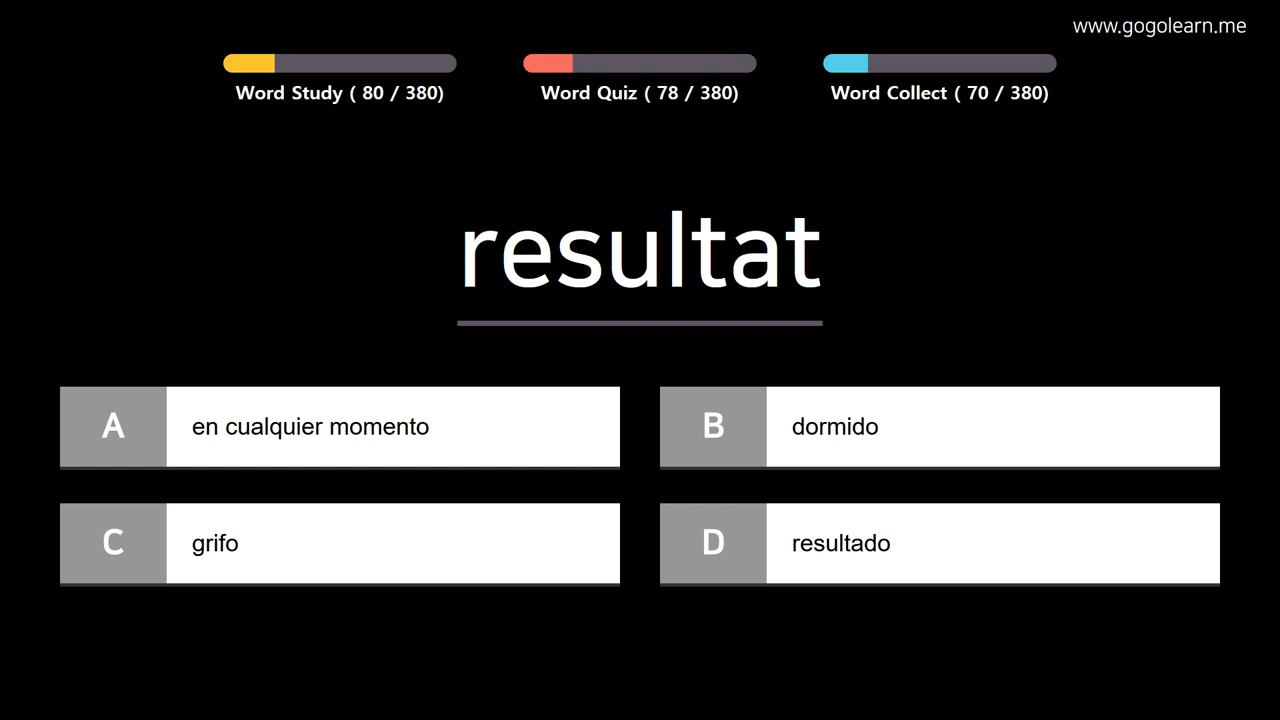 www.gogolearn.me
Word Study ( 80 / 380)
Word Quiz ( 78 / 380)
Word Collect ( 70 / 380)
resultat
A en cualquier momento
B dormido
C grifo
D resultado